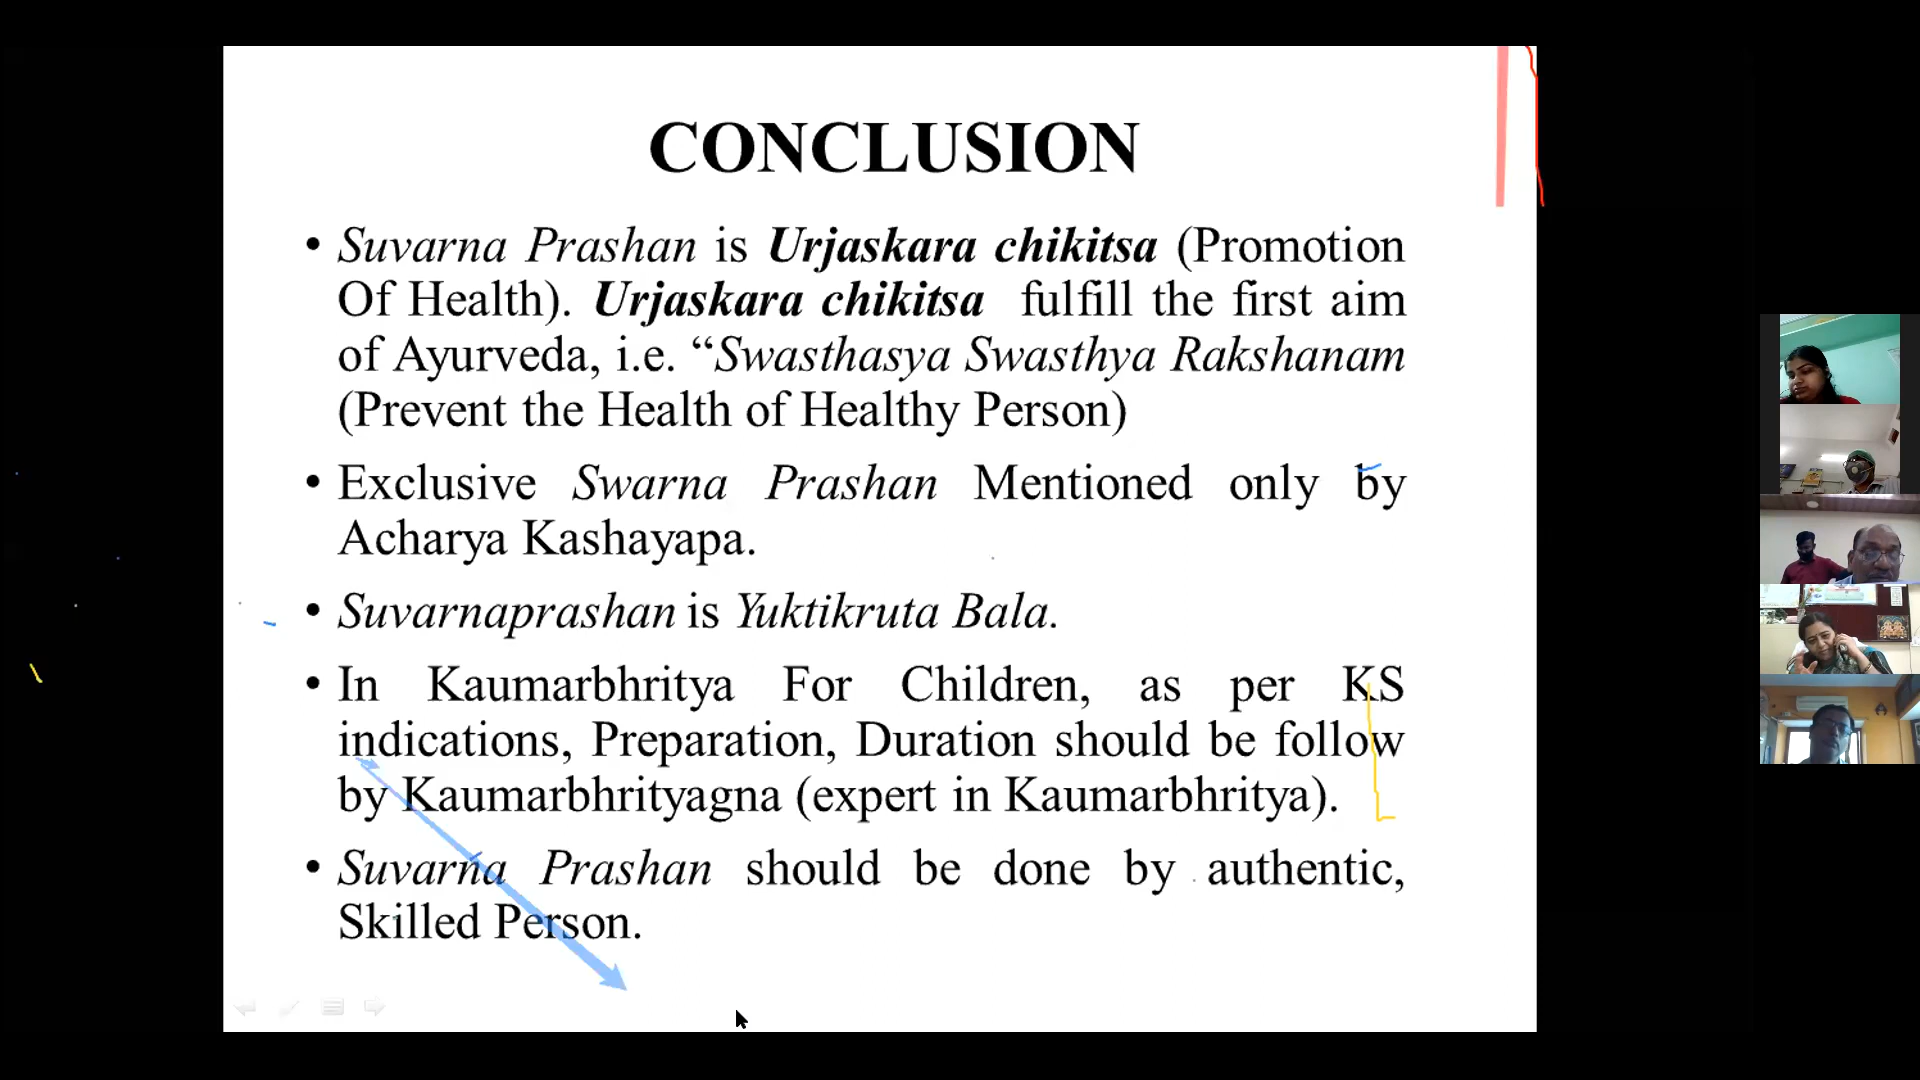 CONCLUSION
• Suvarna Prashan is Urjaskara chikitsa (Promotion
Of Health). Urjaskara chikitsa fulfill the first aim
of Ayurveda, i.e. “Swasthasya Swasthya Rakshanam
(Prevent the Health of Healthy Person)
• Exclusive Swarna Prashan Mentioned only by
Acharya Kashayapa.
• Suvarnaprashan is Yuktikruta Bala.
• In Kaumarbhritya For Children, as per KS
indications, Preparation, Duration should be follow
by Kaumarbhrityagna (expert in Kaumarbhritya).
• Suvarna Prashan should be done by authentic,
Skilled Person.